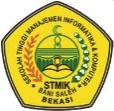 SEKOLAH TINGGI MANAJEMEN INFORMATIKA & KOMPUTER
STMIK
BANI SALEH
BEKASI